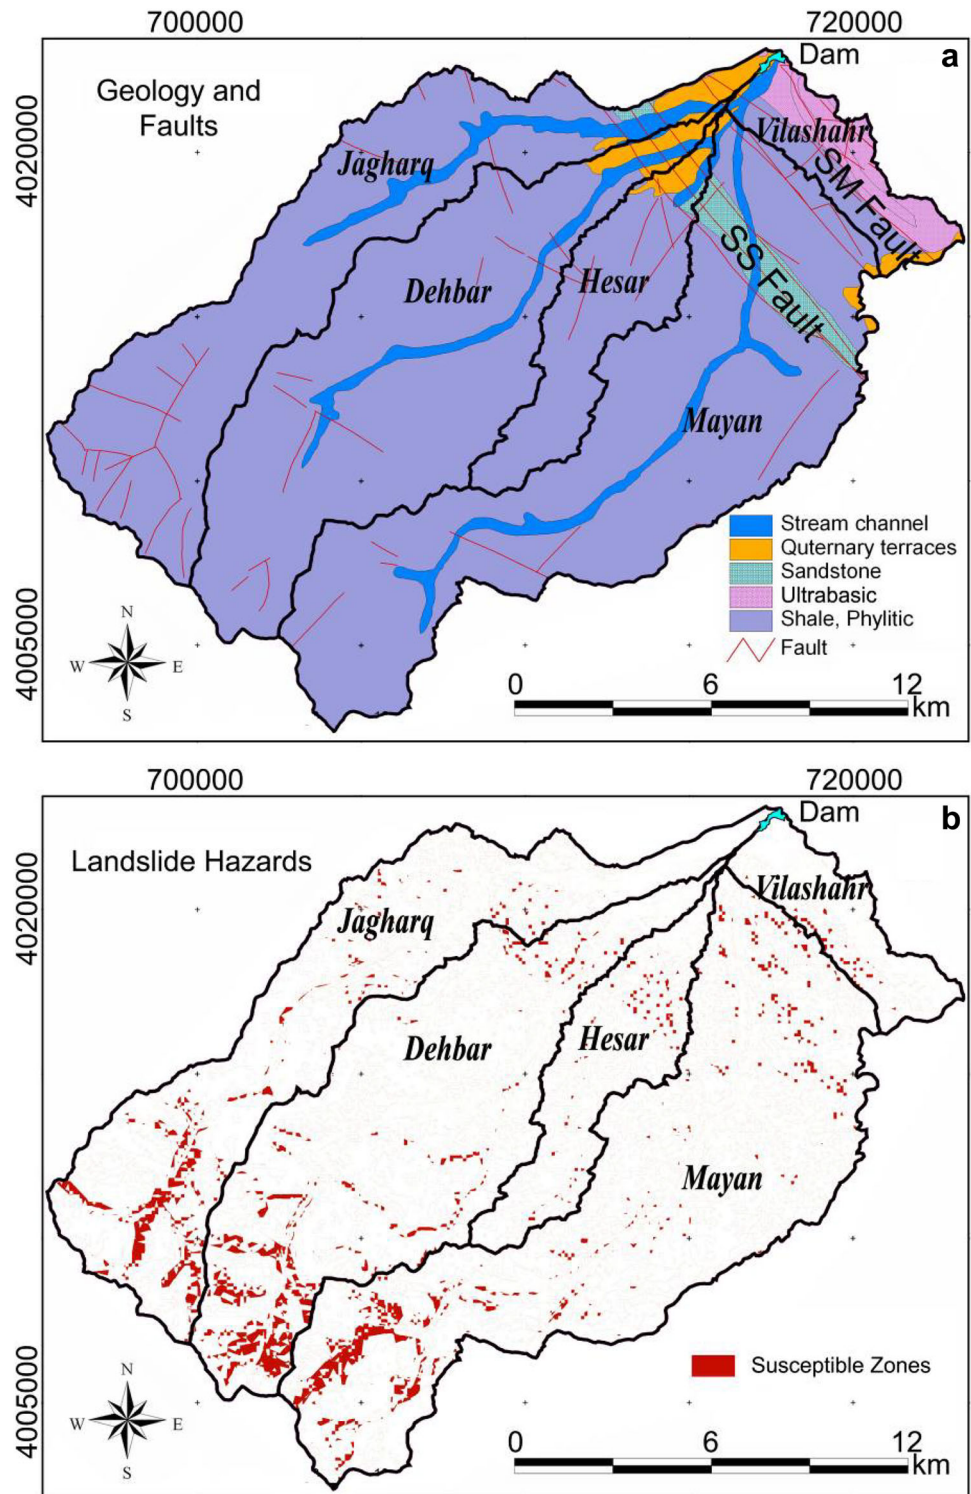 700000 720000
a
Dam
Geology and
Faults
4020000
Vilashahr
Jagharq
SM Fault
SS Fault
Dehbar
Hesar
Mayan
Stream channel
Quternary terraces
Sandstone
Ultrabasic
Shale, Phylitic
Fault
4005000
N
W E
S
0 6 12
km
700000 720000
b
Dam
Landslide Hazards
4020000
Vilashahr
Jagharq
Dehbar
Hesar
Mayan
Susceptible Zones
4005000
N
W E
S
0 6 12
km